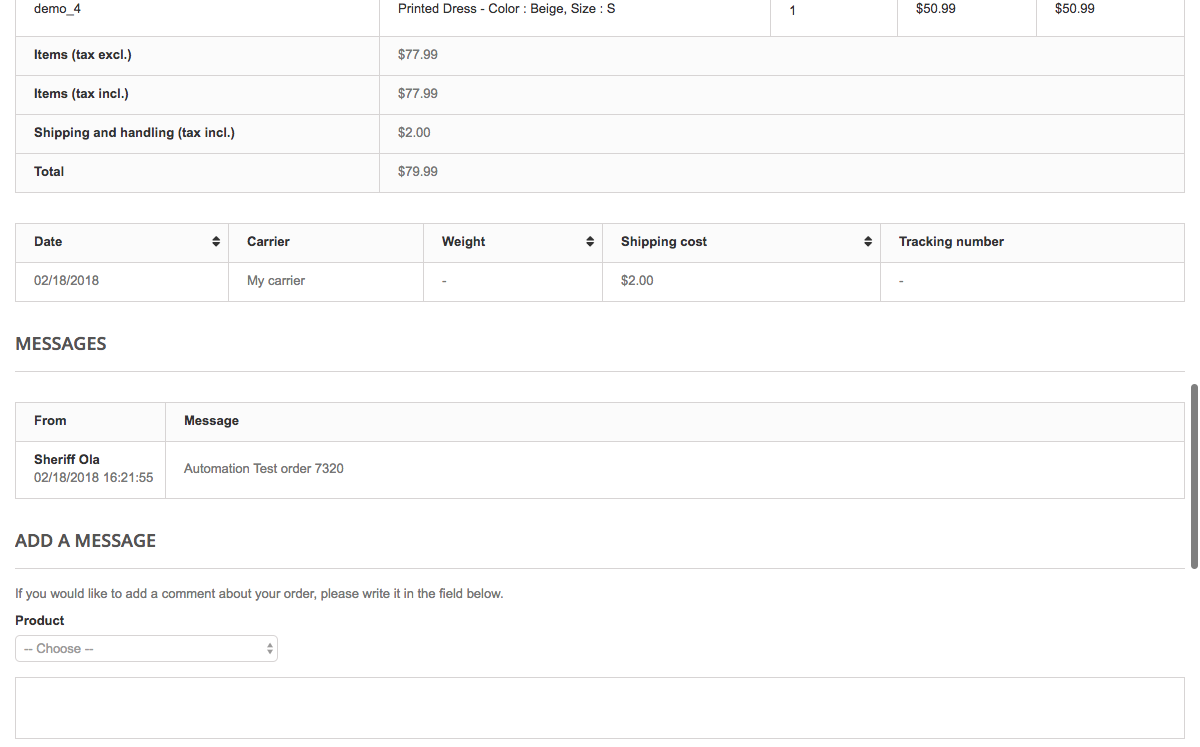 demo_4 Printed Dress - Color : Beige, Size : S 1 $50.99 $50.99
Items (tax excl.) $77.99
Items (tax incl.) $77.99
Shipping and handling (tax incl.) $2.00
Total $79.99
Date Carrier Weight Shipping cost Tracking number
02/18/2018 My carrier - $2.00 -
MESSAGES
From Message
Sheriff Ola
02/18/2018 16:21:55 Automation Test order 7320
ADD A MESSAGE
If you would like to add a comment about your order, please write it in the field below.
Product
-- Choose --